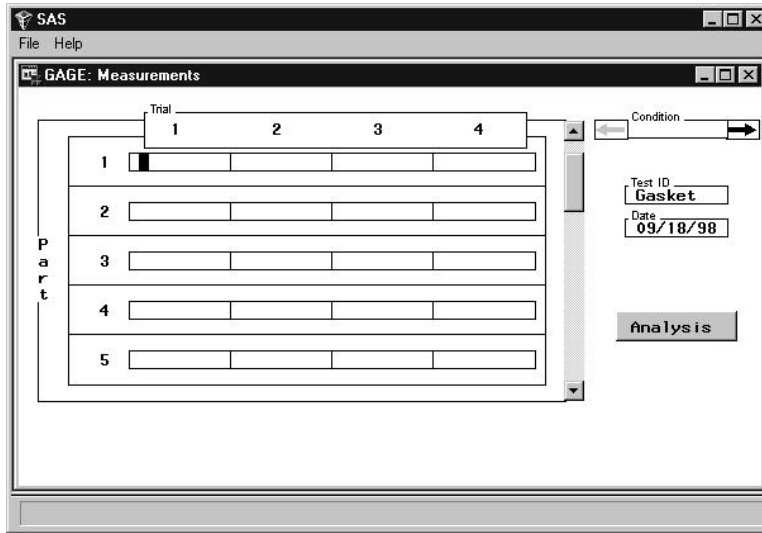 SAS
File Help
GAGE: Measurements
Trial
1 2 3 4
Condition
Part
1
2
3
4
5
Test ID
Gasket
Date
09/18/98
Analysis